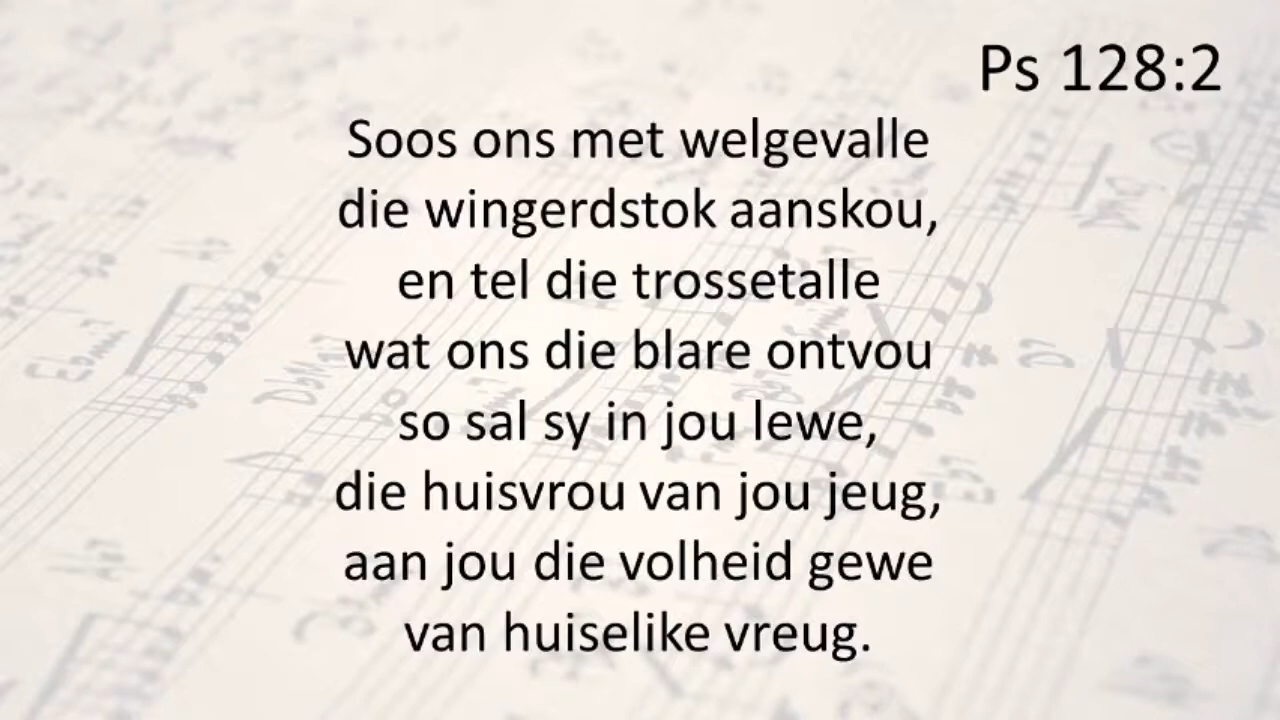 Ps 128:2
Soos ons met welgevalle
die wingerdstok aanskou,
en tel die trossetalle
wat ons die blare ontvou
so sal sy in jou lewe,
die huisvrou van jou jeug,
aan jou die volheid gewe
van huiselike vreug.